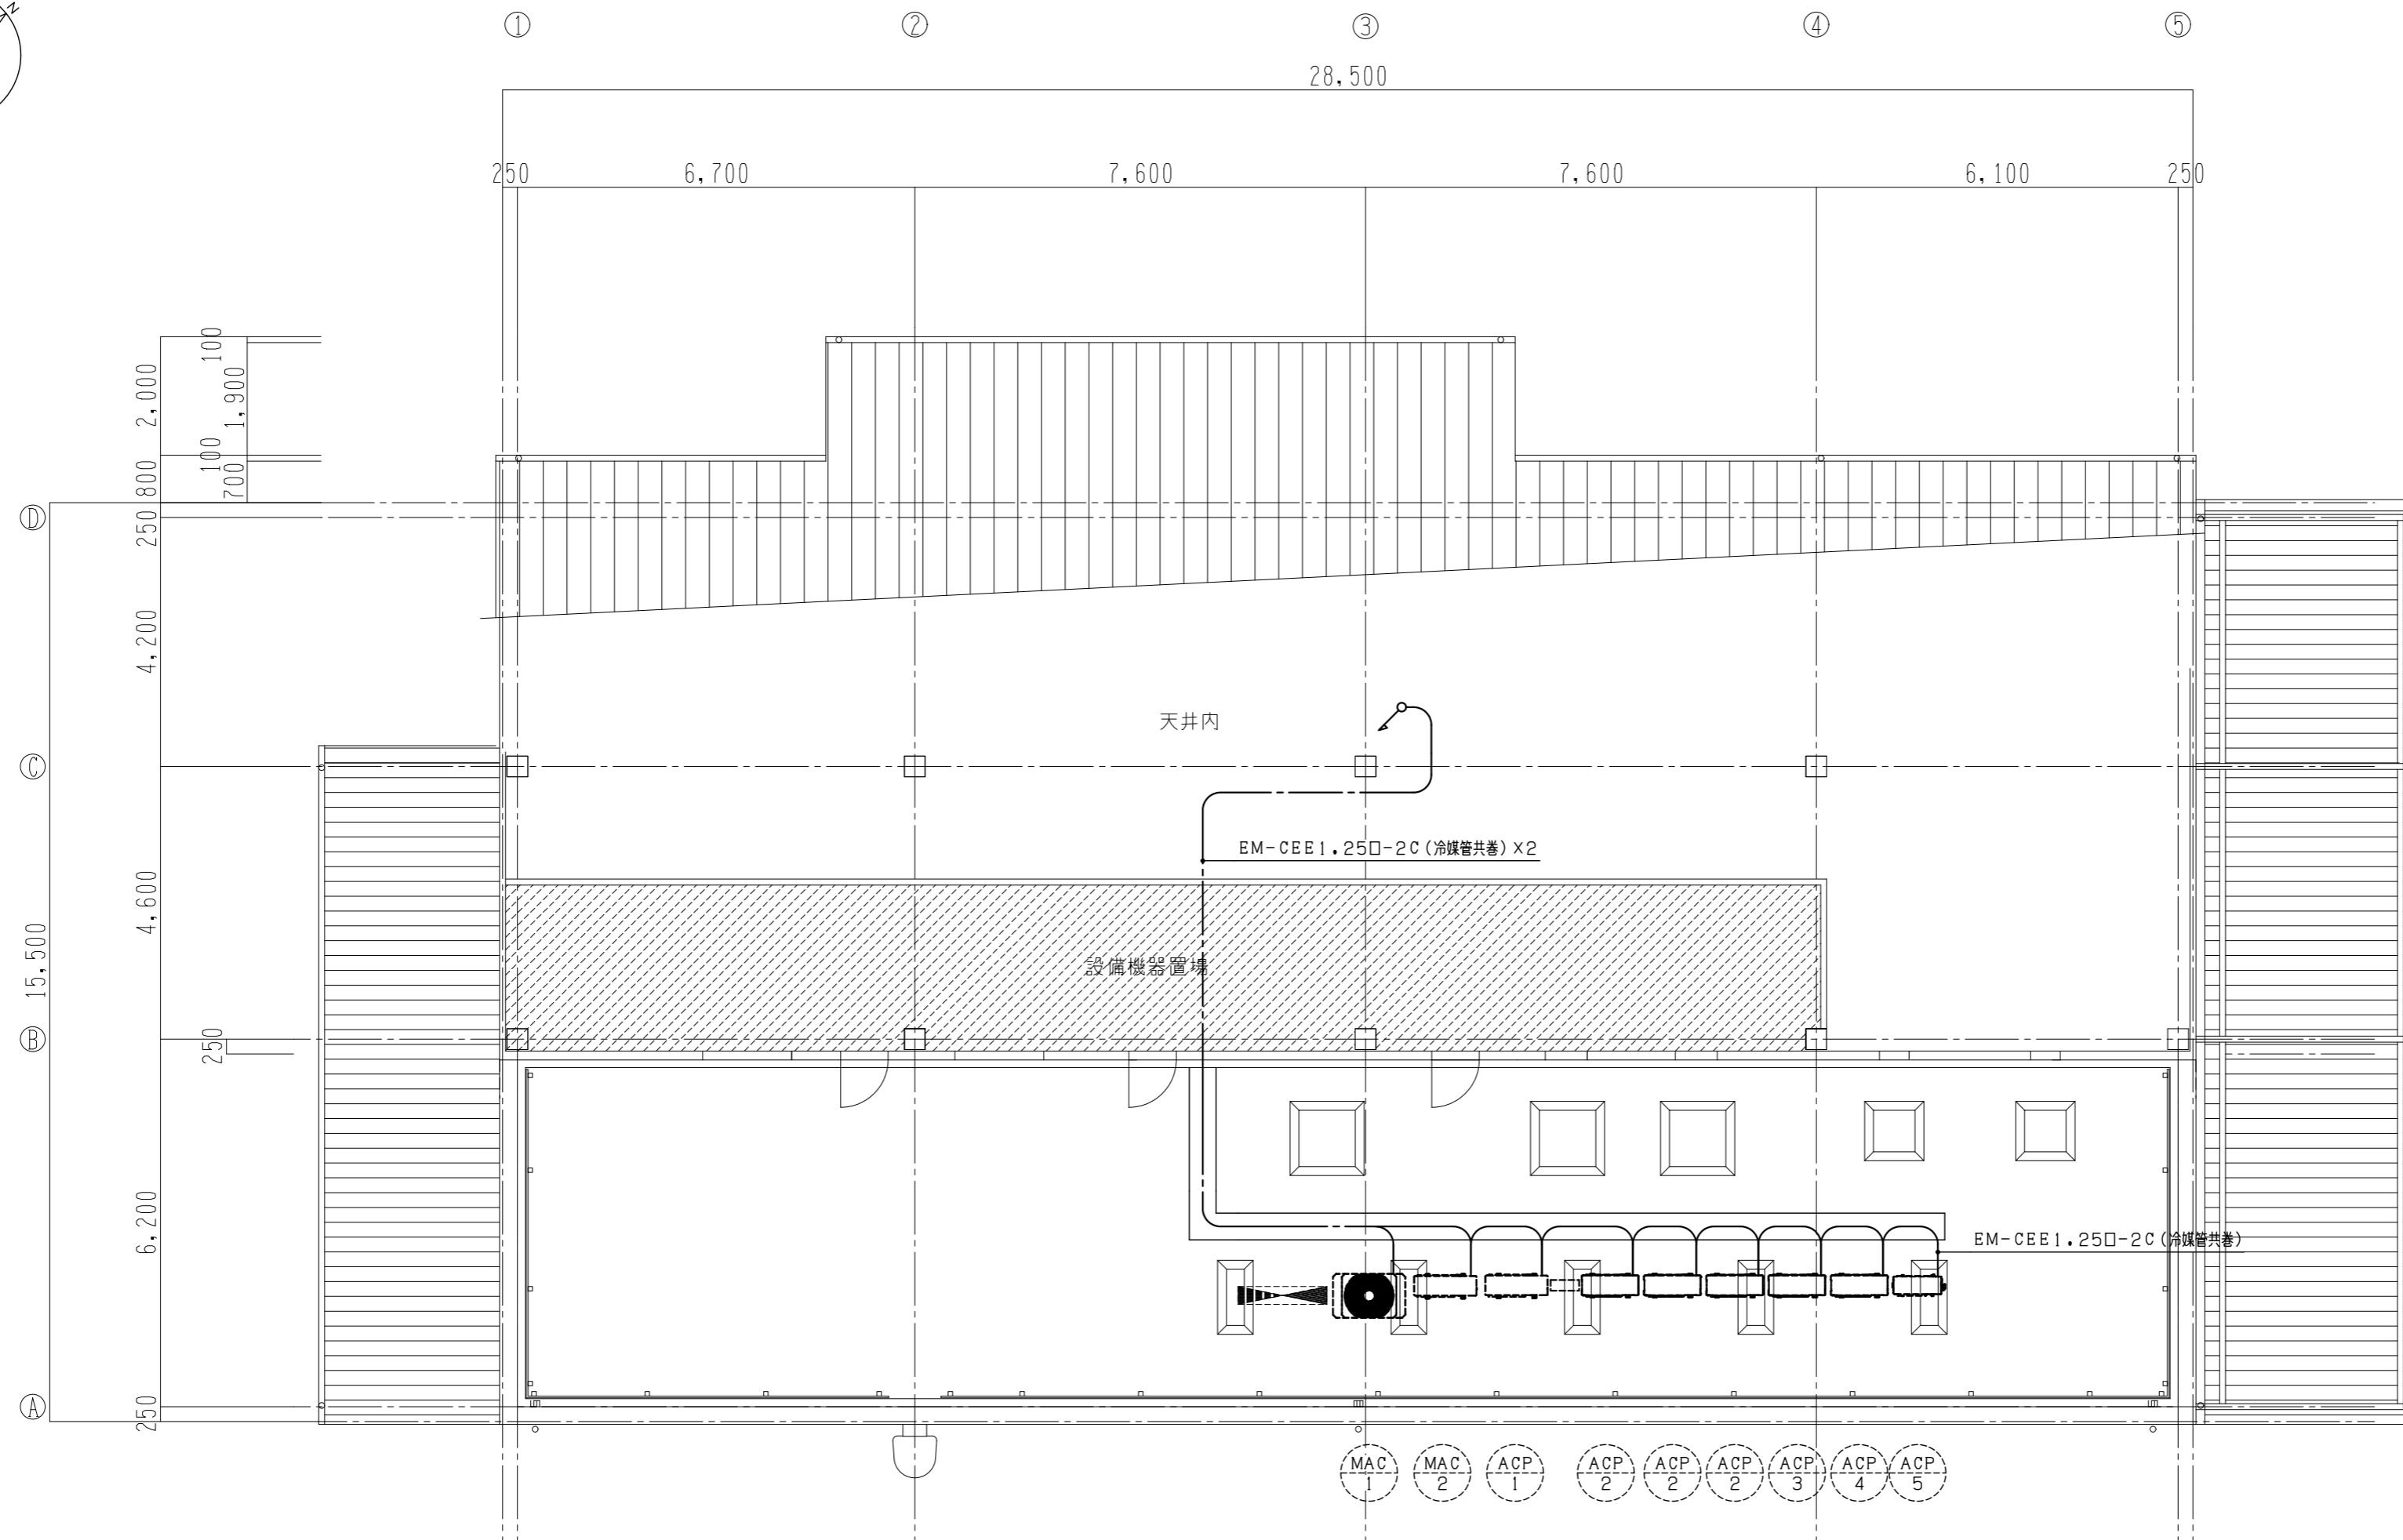 N
① ② ③ ④ ⑤
28,500
250 6,700 7,600 7,600 6,100 250
100
2,000
1,900
100
800
700
Ⓓ
250
4,200
天井内
Ⓒ
EM-CEE1.25□-2C(冷媒管共巻)×2
4,600
15,500
設備機器置場
Ⓑ
250
6,200
EM-CEE1.25□-2C(冷媒管共巻)
Ⓐ
250
MAC 1
MAC 2
ACP 1
ACP 2
ACP 2
ACP 2
ACP 3
ACP 4
ACP 5